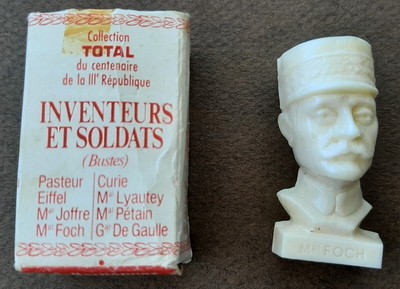 Collection
TOTAL
du centenaire
de la IIIᵉ République
INVENTEURS
ET SOLDATS
(Bustes)
Pasteur Curie
Eiffel Mᵃˡ Lyautey
Mᵃˡ Joffre Mᵃˡ Pétain
Mᵃˡ Foch Gᵃˡ De Gaulle
Mᵃˡ FOCH